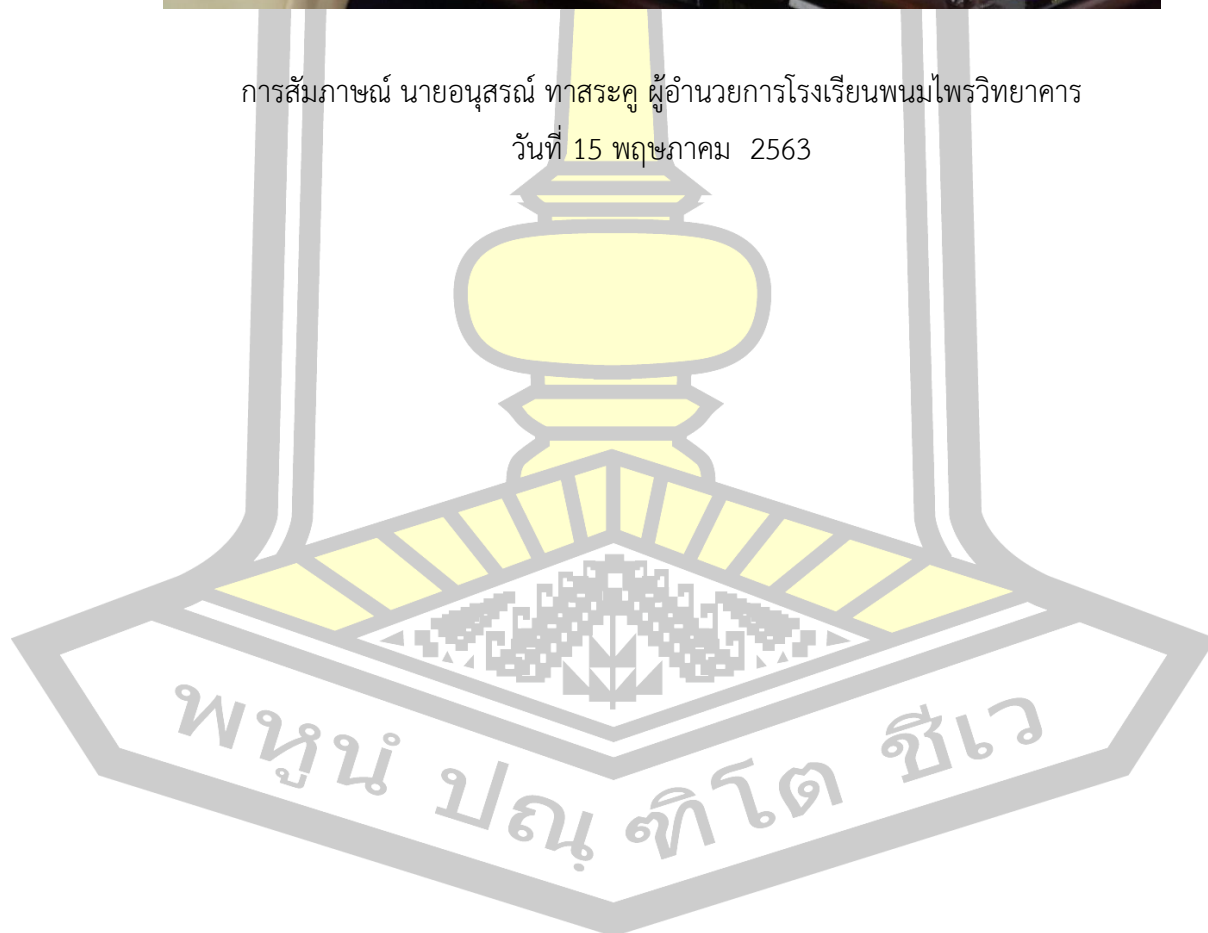 การสัมภาษณ์ นายอนุสรณ์ ทาสระคู ผู้อำนวยการโรงเรียนพนมไพรวิทยาคาร
วันที่ 15 พฤษภาคม  2563
พหูนํ ปณฺฑิโต ชีเว